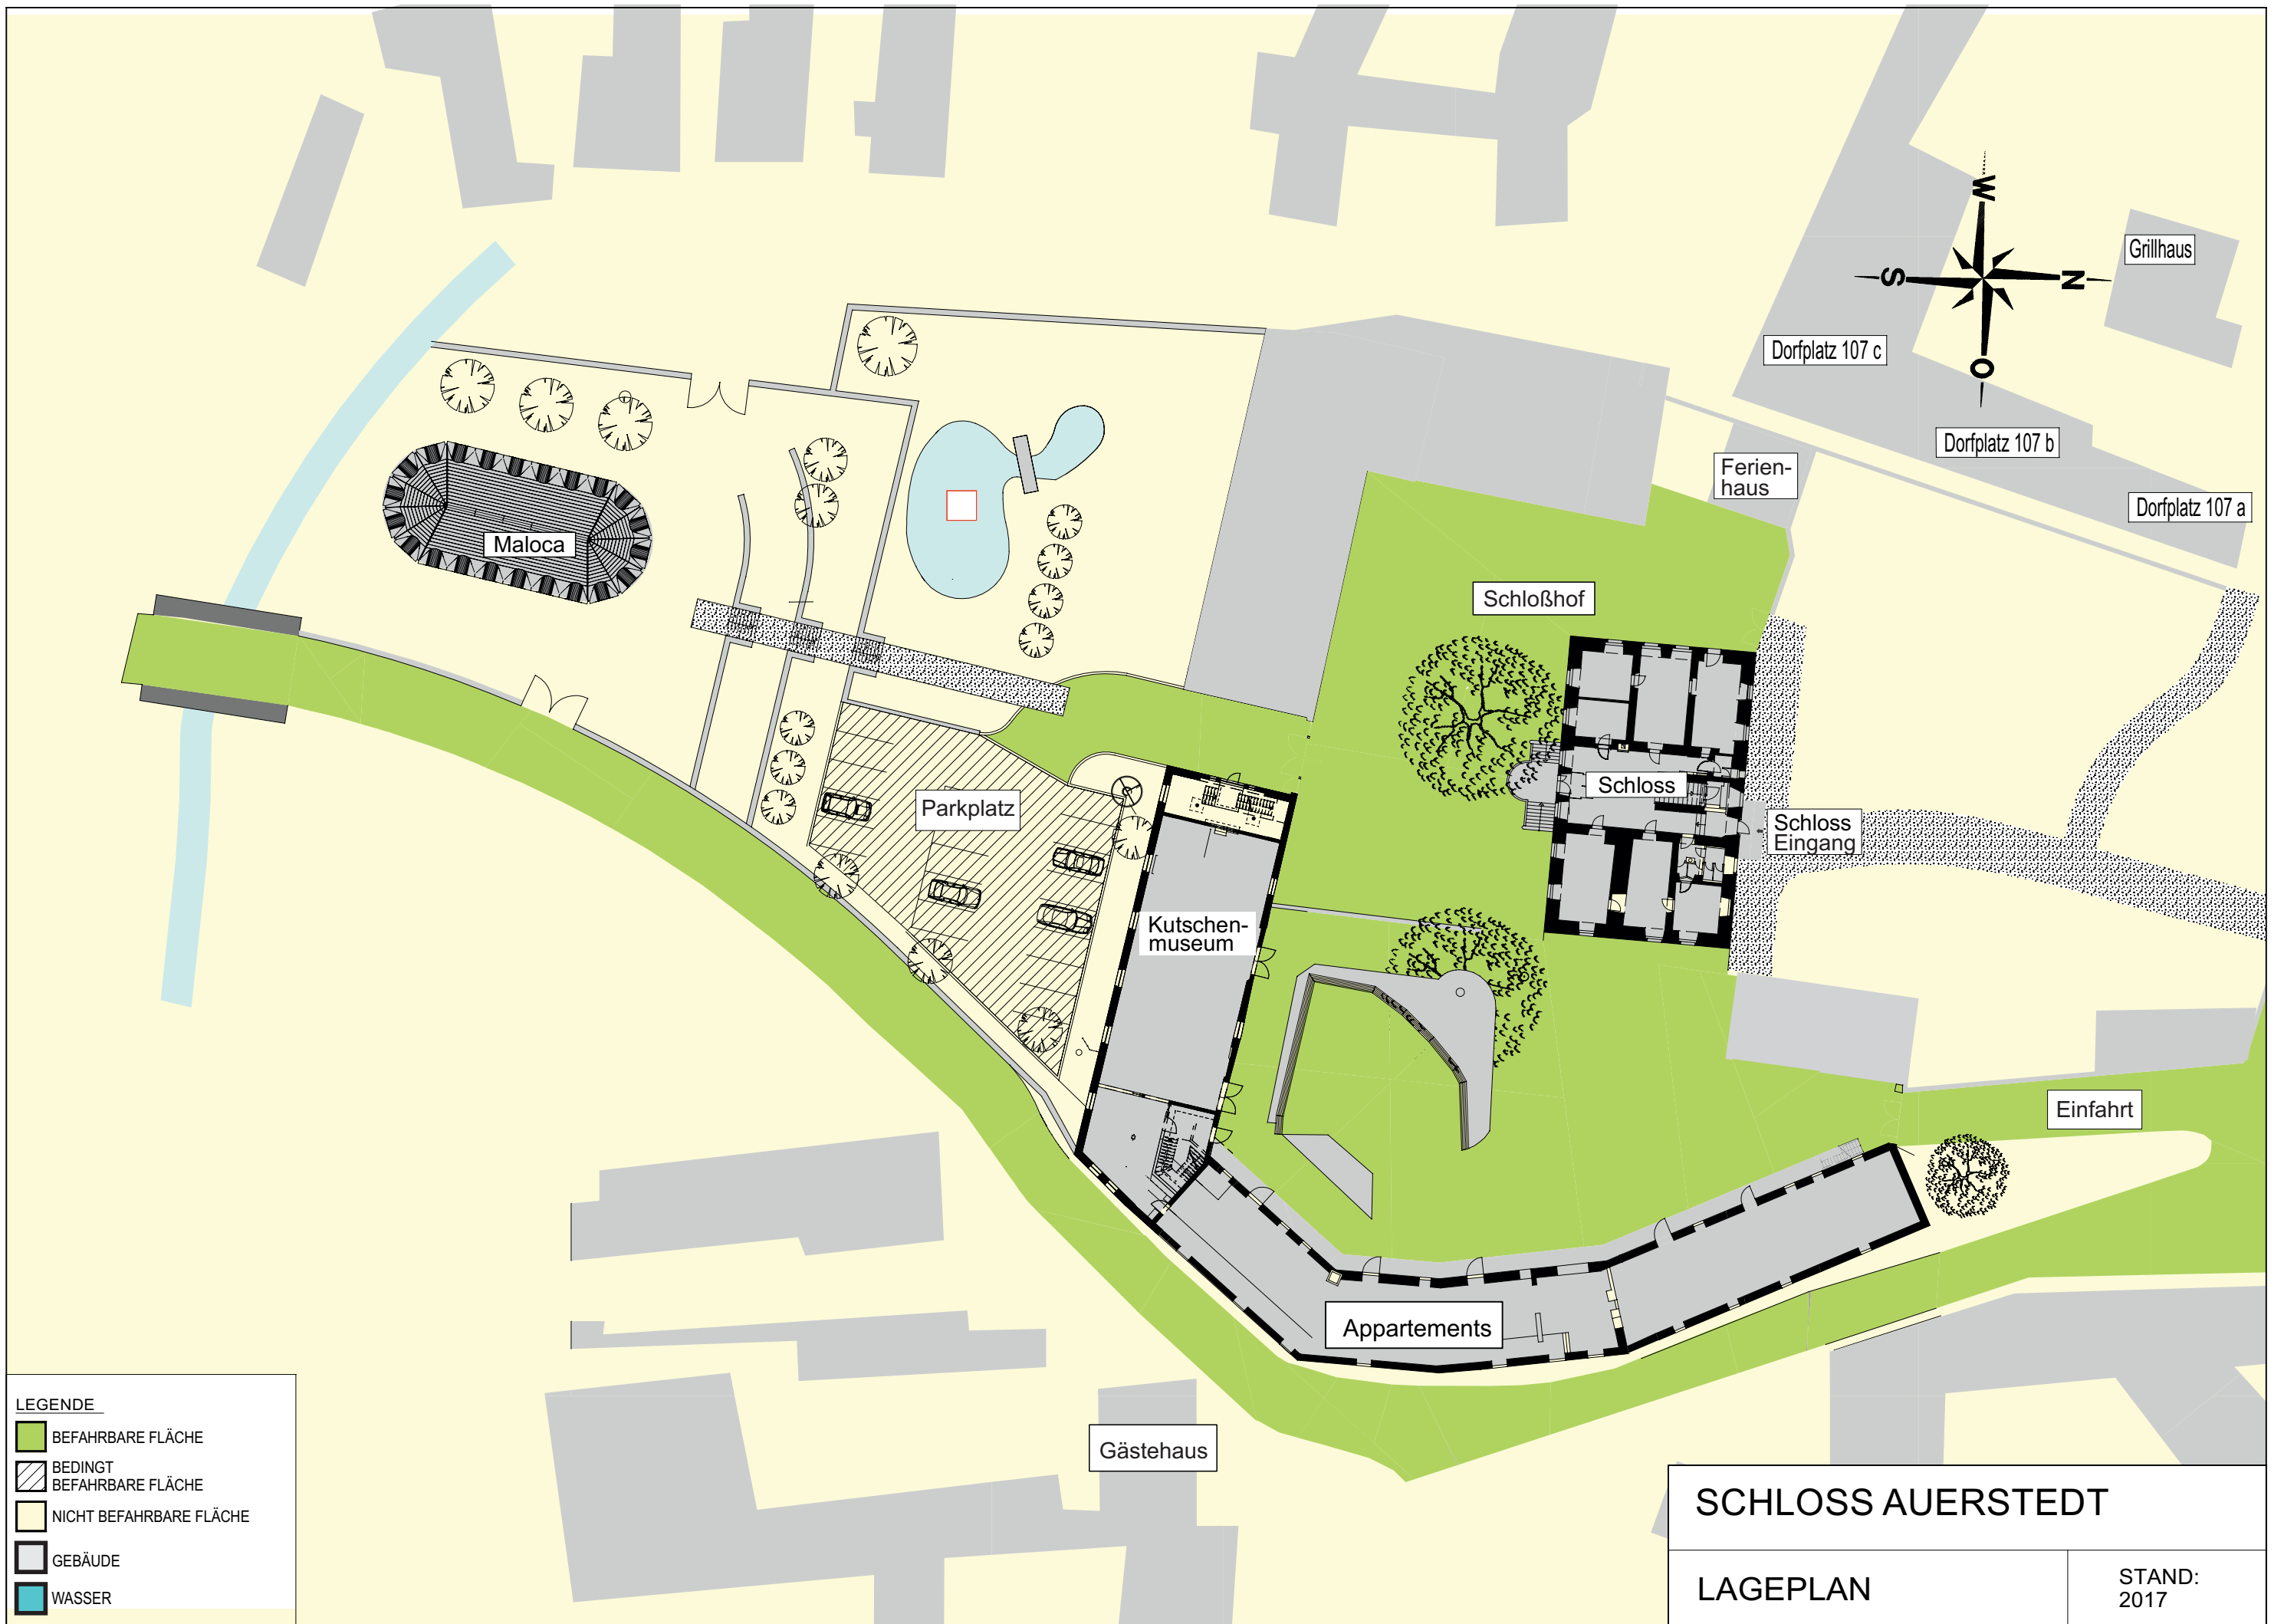 W
S
N
O
Grillhaus
Dorfplatz 107 c
Dorfplatz 107 b
Dorfplatz 107 a
Ferien-
haus
Maloca
Schloßhof
Schloss
Schloss
Eingang
Parkplatz
Kutschen-
museum
Einfahrt
Appartements
Gästehaus
LEGENDE
BEFAHRBARE FLÄCHE
BEDINGT
BEFAHRBARE FLÄCHE
NICHT BEFAHRBARE FLÄCHE
GEBÄUDE
WASSER
SCHLOSS AUERSTEDT
LAGEPLAN
STAND:
2017